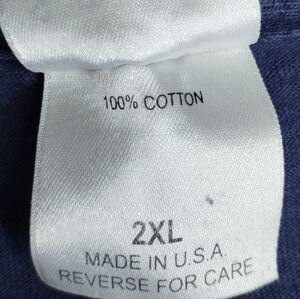 100% COTTON
2XL
MADE IN U.S.A.
REVERSE FOR CARE